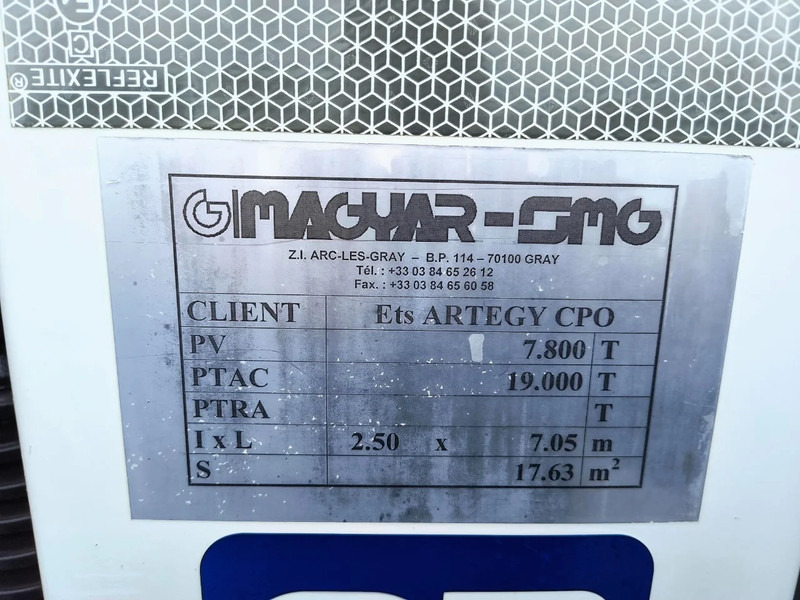 C
REFLEXITE®
MAGYAR-SMG
Z.I. ARC-LES-GRAY – B.P. 114 – 70100 GRAY
Tél. : +33 03 84 65 26 12
Fax. : +33 03 84 65 60 58
CLIENT Ets ARTEGY CPO
PV 7.800 T
PTAC 19.000 T
PTRA T
I x L 2.50 x 7.05 m
S 17.63 m²